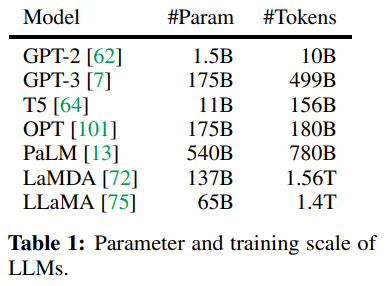 Model #Param #Tokens
GPT-2 [62] 1.5B 10B
GPT-3 [7] 175B 499B
T5 [64] 11B 156B
OPT [101] 175B 180B
PaLM [13] 540B 780B
LaMDA [72] 137B 1.56T
LLaMA [75] 65B 1.4T
Table 1: Parameter and training scale of
LLMs.